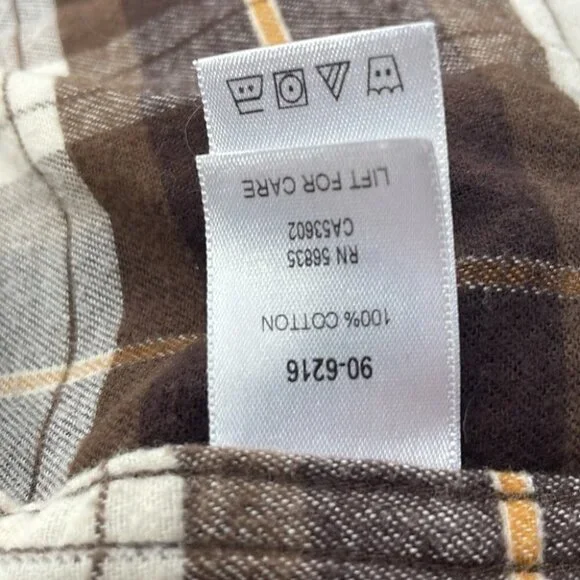 90-6216
100% COTTON
RN 56835
CA53602
LIFT FOR CARE